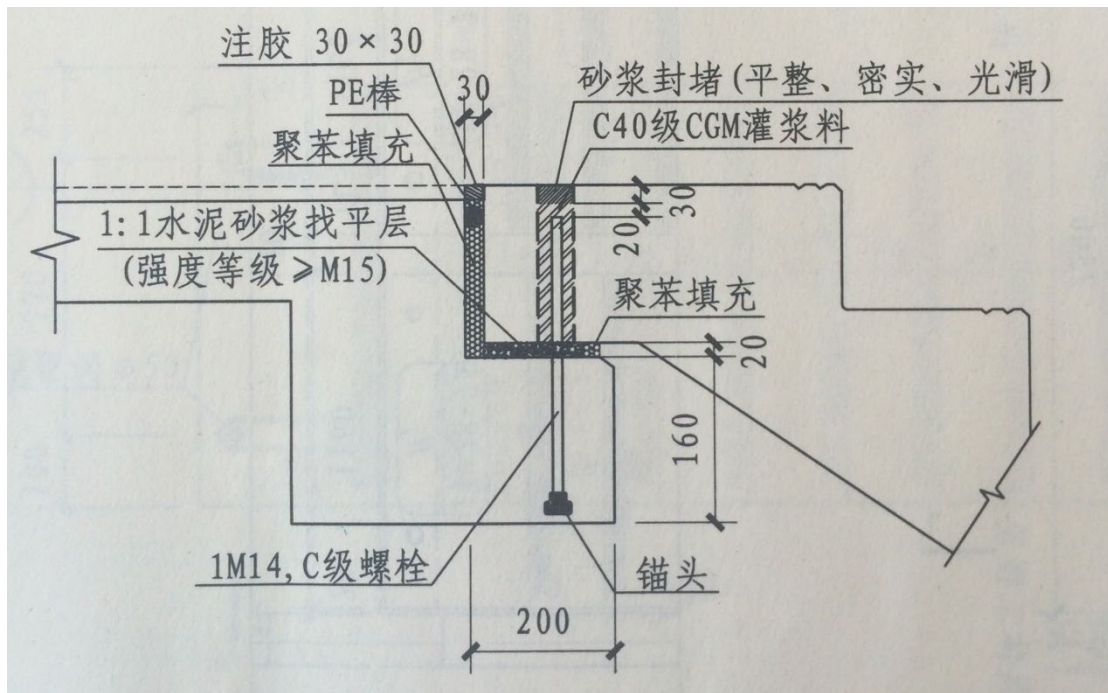 注胶 30×30
PE棒
30
聚苯填充
砂浆封堵(平整、密实、光滑)
C40级CGM灌浆料
30
20
1:1水泥砂浆找平层
(强度等级≥M15)
聚苯填充
20
160
1M14,C级螺栓
锚头
200